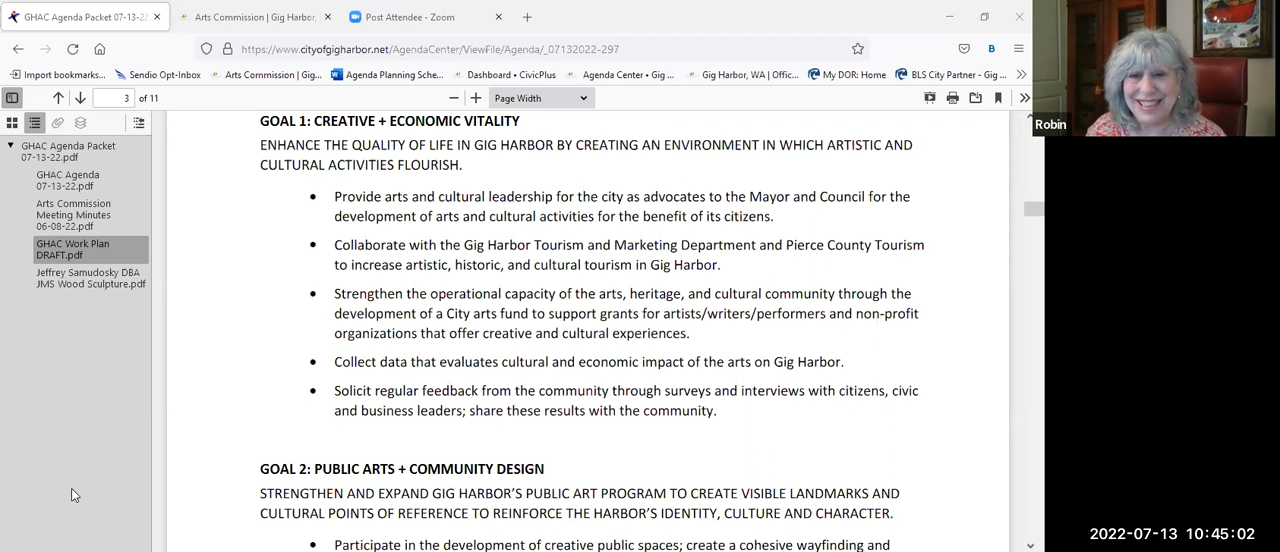 GHAC Agenda Packet 07-13-22.
Arts Commission | Gig Harbor,
Post Attendee - Zoom
https://www.cityofgigharbor.net/AgendaCenter/ViewFile/Agenda/_07132022-297
Import bookmarks...
Sendio Opt-Inbox
Arts Commission | Gig...
Agenda Planning Sche...
Dashboard • CivicPlus
Agenda Center • Gig ...
Gig Harbor, WA | Offic...
My DOR: Home
BLS City Partner - Gig ...
3 of 11
Page Width
GHAC Agenda Packet
07-13-22.pdf
GHAC Agenda
07-13-22.pdf
Arts Commission
Meeting Minutes
06-08-22.pdf
GHAC Work Plan
DRAFT.pdf
Jeffrey Samudosky DBA
JMS Wood Sculpture.pdf
GOAL 1: CREATIVE + ECONOMIC VITALITY
ENHANCE THE QUALITY OF LIFE IN GIG HARBOR BY CREATING AN ENVIRONMENT IN WHICH ARTISTIC AND
CULTURAL ACTIVITIES FLOURISH.
• Provide arts and cultural leadership for the city as advocates to the Mayor and Council for the
development of arts and cultural activities for the benefit of its citizens.
• Collaborate with the Gig Harbor Tourism and Marketing Department and Pierce County Tourism
to increase artistic, historic, and cultural tourism in Gig Harbor.
• Strengthen the operational capacity of the arts, heritage, and cultural community through the
development of a City arts fund to support grants for artists/writers/performers and non-profit
organizations that offer creative and cultural experiences.
• Collect data that evaluates cultural and economic impact of the arts on Gig Harbor.
• Solicit regular feedback from the community through surveys and interviews with citizens, civic
and business leaders; share these results with the community.
GOAL 2: PUBLIC ARTS + COMMUNITY DESIGN
STRENGTHEN AND EXPAND GIG HARBOR'S PUBLIC ART PROGRAM TO CREATE VISIBLE LANDMARKS AND
CULTURAL POINTS OF REFERENCE TO REINFORCE THE HARBOR'S IDENTITY, CULTURE AND CHARACTER.
• Participate in the development of creative public spaces; create a cohesive wayfinding and
Robin
2022-07-13 10:45:02